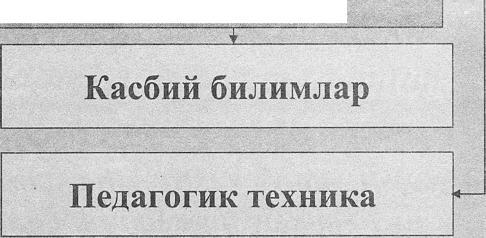 Касбий билимлар
Педагогик техника